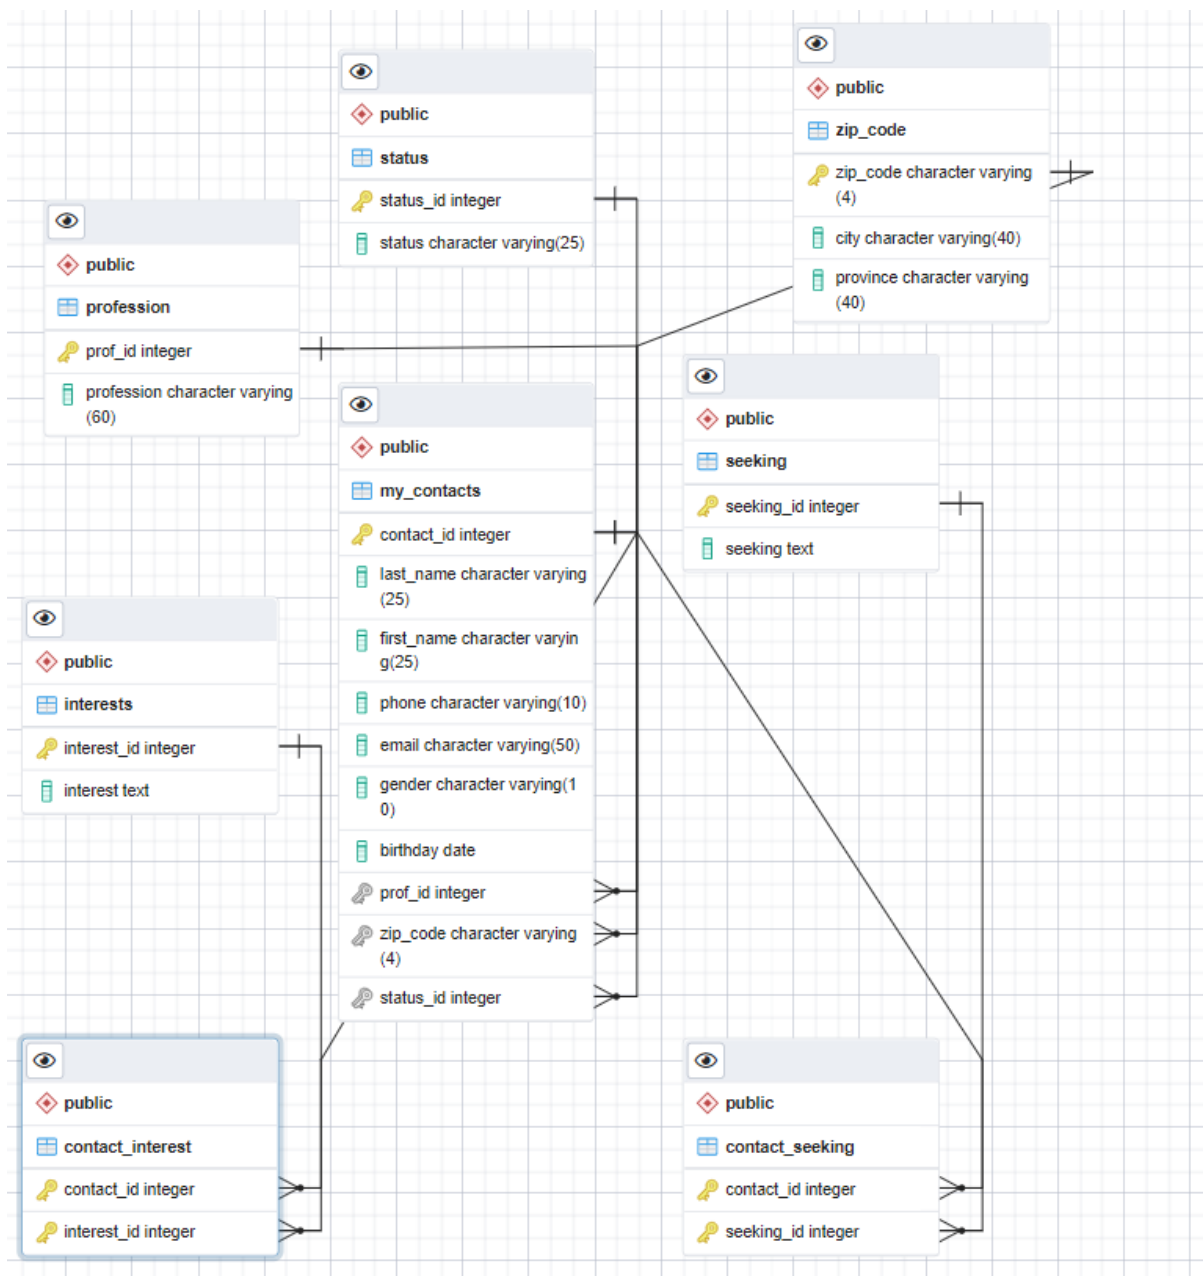 public
status
status_id integer
status character varying(25)
public
zip_code
zip_code character varying
(4)
city character varying(40)
province character varying
(40)
public
profession
prof_id integer
profession character varying
(60)
public
my_contacts
contact_id integer
last_name character varying
(25)
first_name character varyin
g(25)
phone character varying(10)
email character varying(50)
gender character varying(1
0)
birthday date
prof_id integer
zip_code character varying
(4)
status_id integer
public
seeking
seeking_id integer
seeking text
public
interests
interest_id integer
interest text
public
contact_interest
contact_id integer
interest_id integer
public
contact_seeking
contact_id integer
seeking_id integer